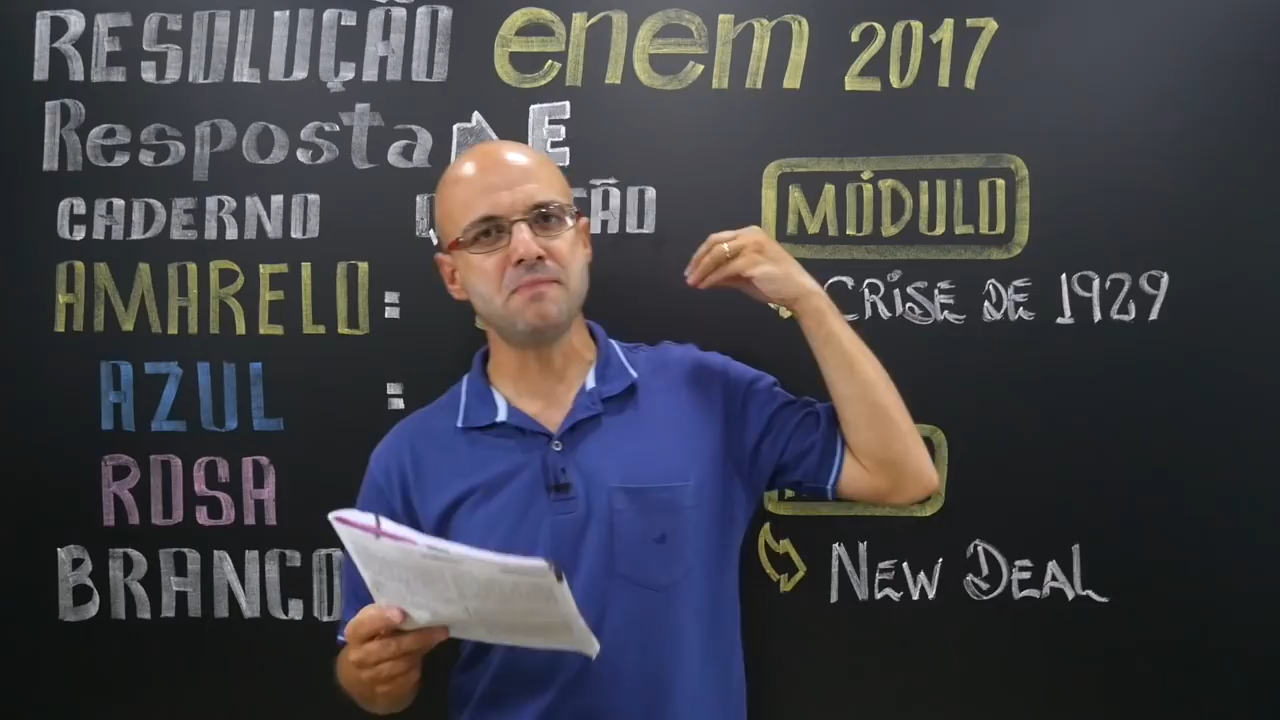 RESOLUÇÃO enem 2017
Resposta E
CADERNO
MÓDULO
AMARELO:
CRISE DE 1929
AZUL :
ROSA
BRANCO
NEW DEAL